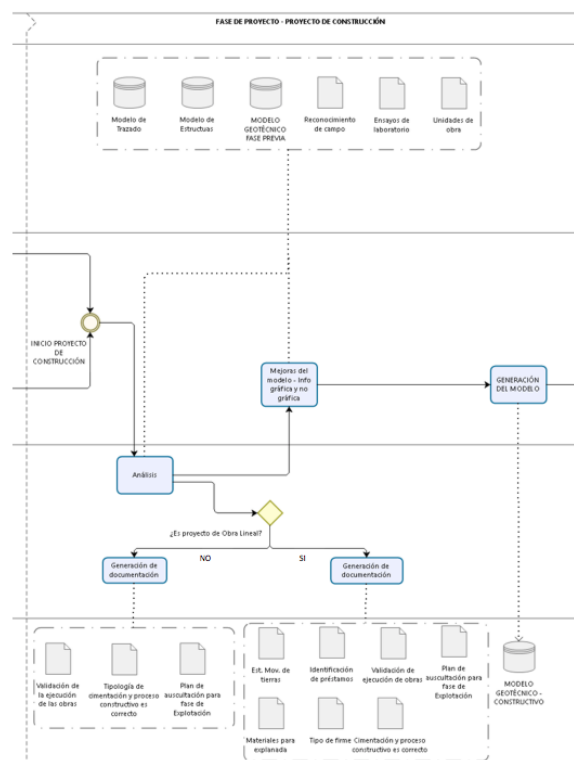 FASE DE PROYECTO - PROYECTO DE CONSTRUCCIÓN
Modelo de
Trazado
Modelo de
Estructuas
MODELO
GEOTÉCNICO
FASE PREVIA
Reconocimiento
de campo
Ensayos de
laboratorio
Unidades de
obra
INICIO PROYECTO
DE
CONSTRUCCIÓN
Mejoras del
modelo - Info
gráfica y no
gráfica
GENERACIÓN
DEL MODELO
Análisis
¿Es proyecto de Obra Lineal?
NO
SI
Generación de
documentación
Generación de
documentación
Validación de
la ejecución
de las obras
Tipología de
cimentación y proceso
constructivo es
correcto
Plan de
auscultación para
fase de
Explotación
Est. Mov. de
tierras
Identificación
de préstamos
Validación de
ejecución de obras
Plan de
auscultación para
fase de
Explotación
Materiales para
explanada
Tipo de firme
Cimentación y proceso
constructivo es correcto
MODELO
GEOTÉCNICO -
CONSTRUCTIVO